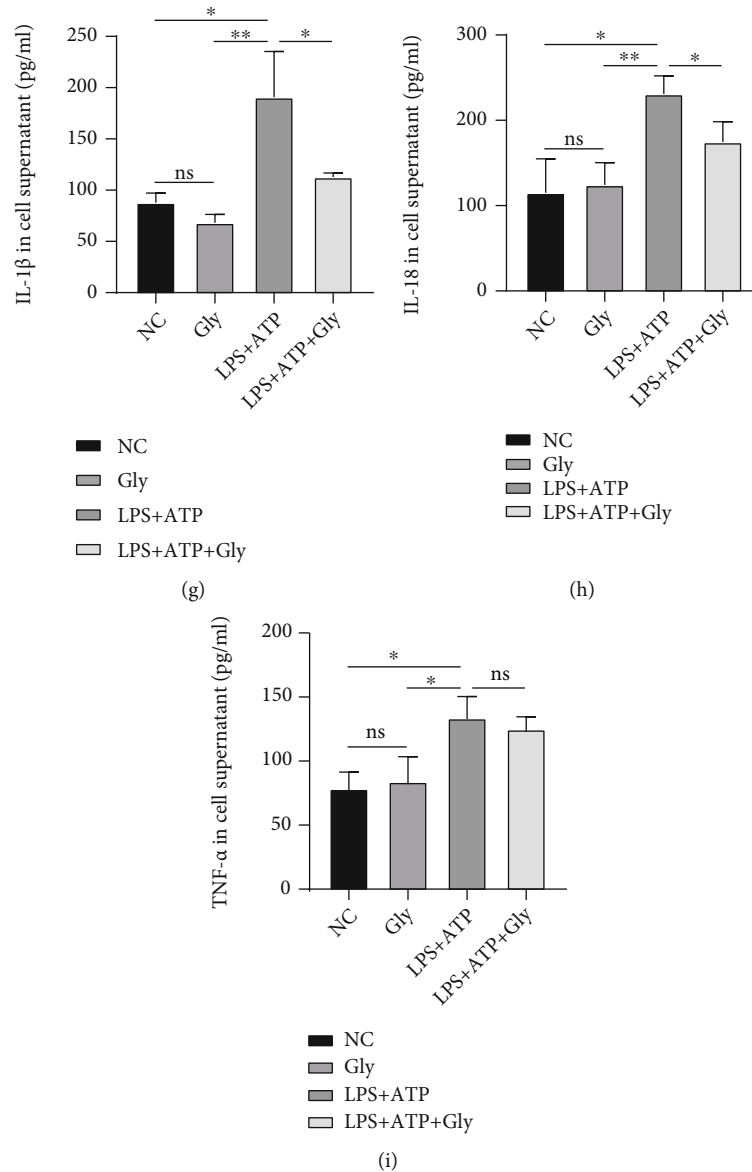 IL-1β in cell supernatant (pg/ml)
250
200
150
100
50
0
*
**
*
ns
NC
Gly
LPS+ATP
LPS+ATP+Gly
NC
Gly
LPS+ATP
LPS+ATP+Gly
(g)
IL-18 in cell supernatant (pg/ml)
300
200
100
0
*
**
*
ns
NC
Gly
LPS+ATP
LPS+ATP+Gly
NC
Gly
LPS+ATP
LPS+ATP+Gly
(h)
TNF-α in cell supernatant (pg/ml)
200
150
100
50
0
*
*
ns
ns
NC
Gly
LPS+ATP
LPS+ATP+Gly
NC
Gly
LPS+ATP
LPS+ATP+Gly
(i)